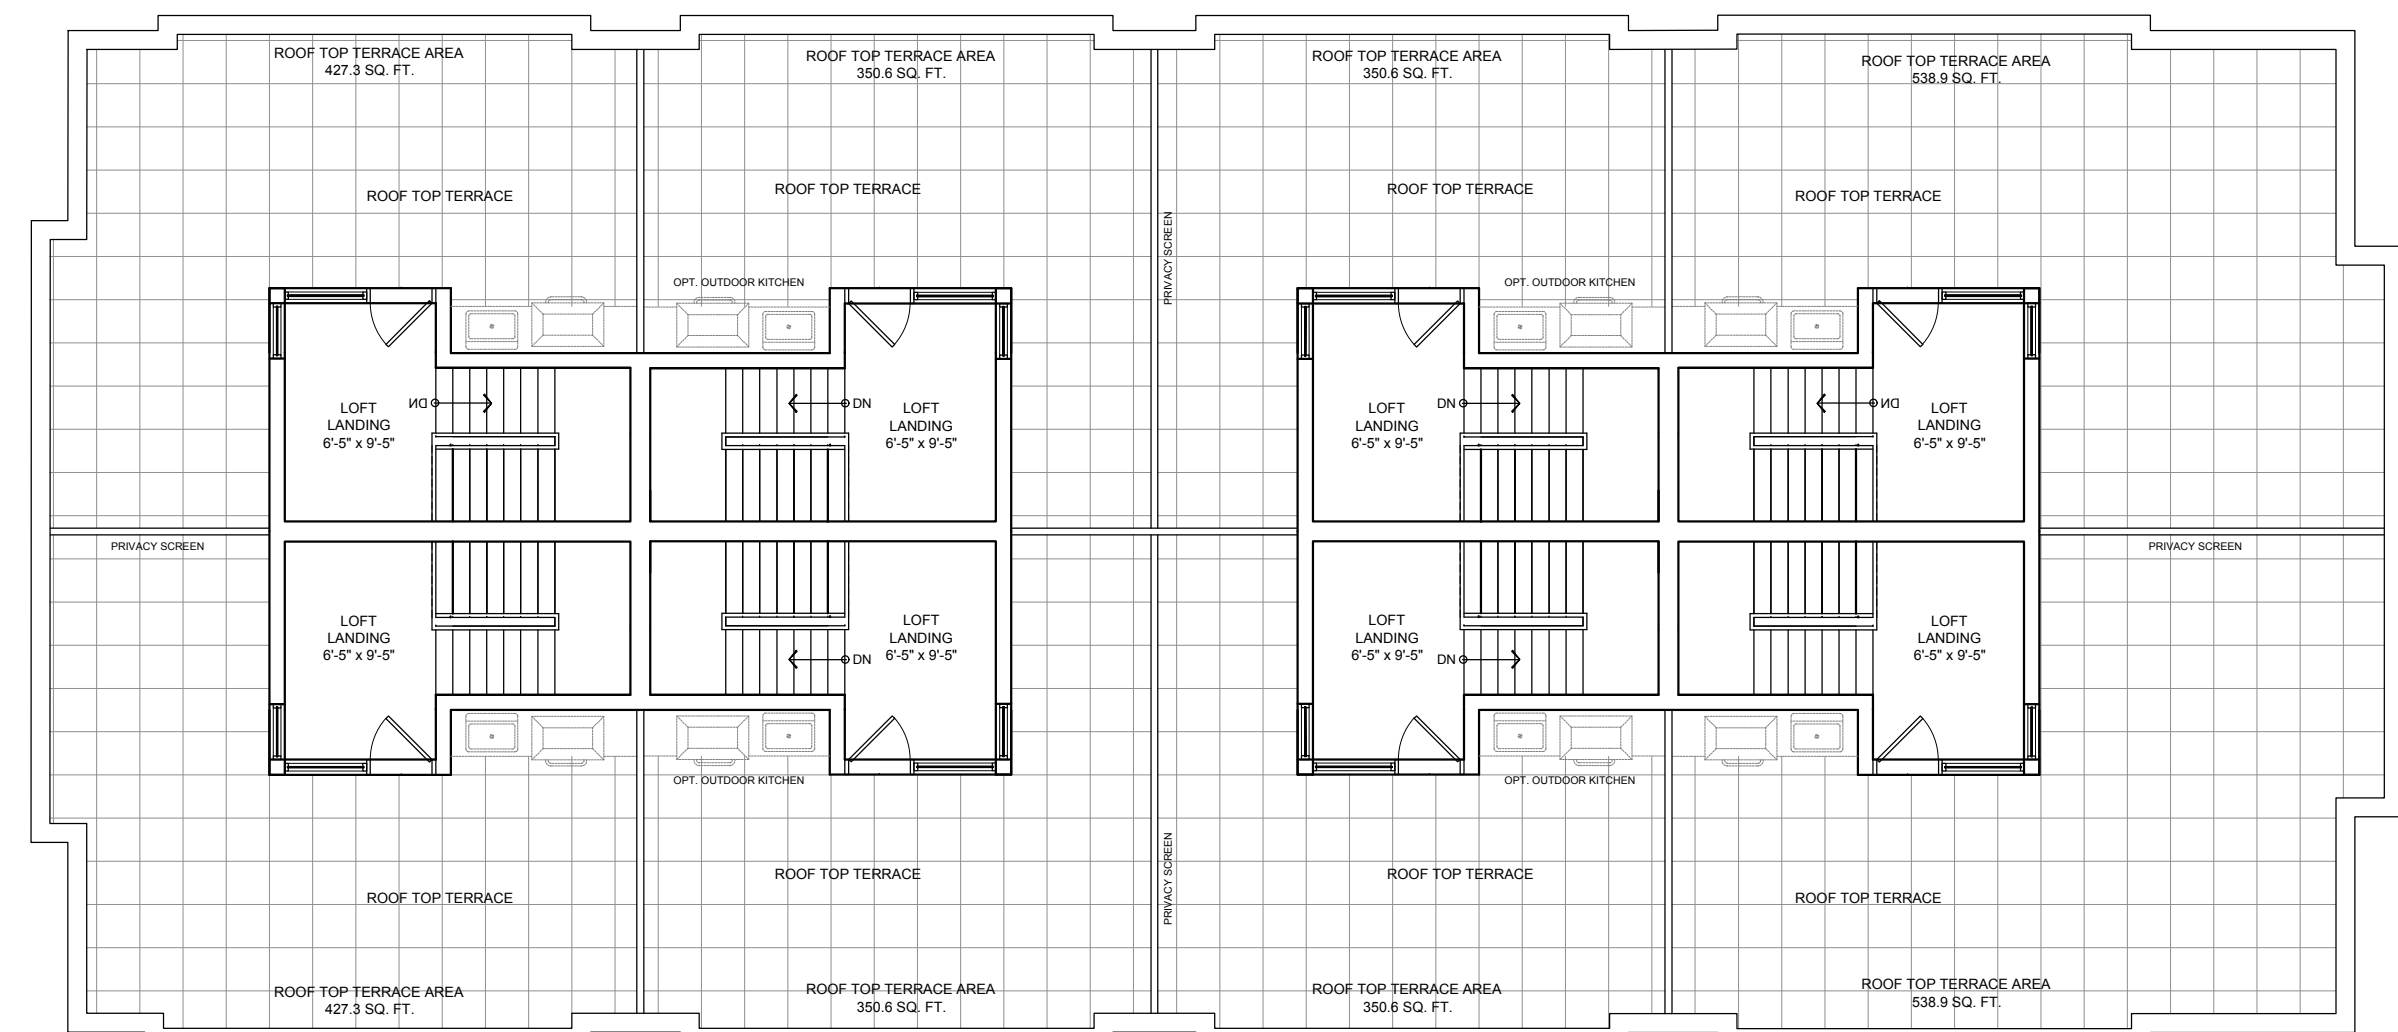 ROOF TOP TERRACE AREA
427.3 SQ. FT.
ROOF TOP TERRACE AREA
350.6 SQ. FT.
ROOF TOP TERRACE AREA
350.6 SQ. FT.
ROOF TOP TERRACE AREA
538.9 SQ. FT.
ROOF TOP TERRACE
ROOF TOP TERRACE
ROOF TOP TERRACE
ROOF TOP TERRACE
PRIVACY SCREEN
OPT. OUTDOOR KITCHEN
OPT. OUTDOOR KITCHEN
LOFT
LANDING
6'-5" x 9'-5"
DN
DN
LOFT
LANDING
6'-5" x 9'-5"
LOFT
LANDING
6'-5" x 9'-5"
DN
DN
LOFT
LANDING
6'-5" x 9'-5"
PRIVACY SCREEN
PRIVACY SCREEN
LOFT
LANDING
6'-5" x 9'-5"
DN
LOFT
LANDING
6'-5" x 9'-5"
LOFT
LANDING
6'-5" x 9'-5"
DN
LOFT
LANDING
6'-5" x 9'-5"
OPT. OUTDOOR KITCHEN
OPT. OUTDOOR KITCHEN
PRIVACY SCREEN
ROOF TOP TERRACE
ROOF TOP TERRACE
ROOF TOP TERRACE
ROOF TOP TERRACE
ROOF TOP TERRACE AREA
427.3 SQ. FT.
ROOF TOP TERRACE AREA
350.6 SQ. FT.
ROOF TOP TERRACE AREA
350.6 SQ. FT.
ROOF TOP TERRACE AREA
538.9 SQ. FT.